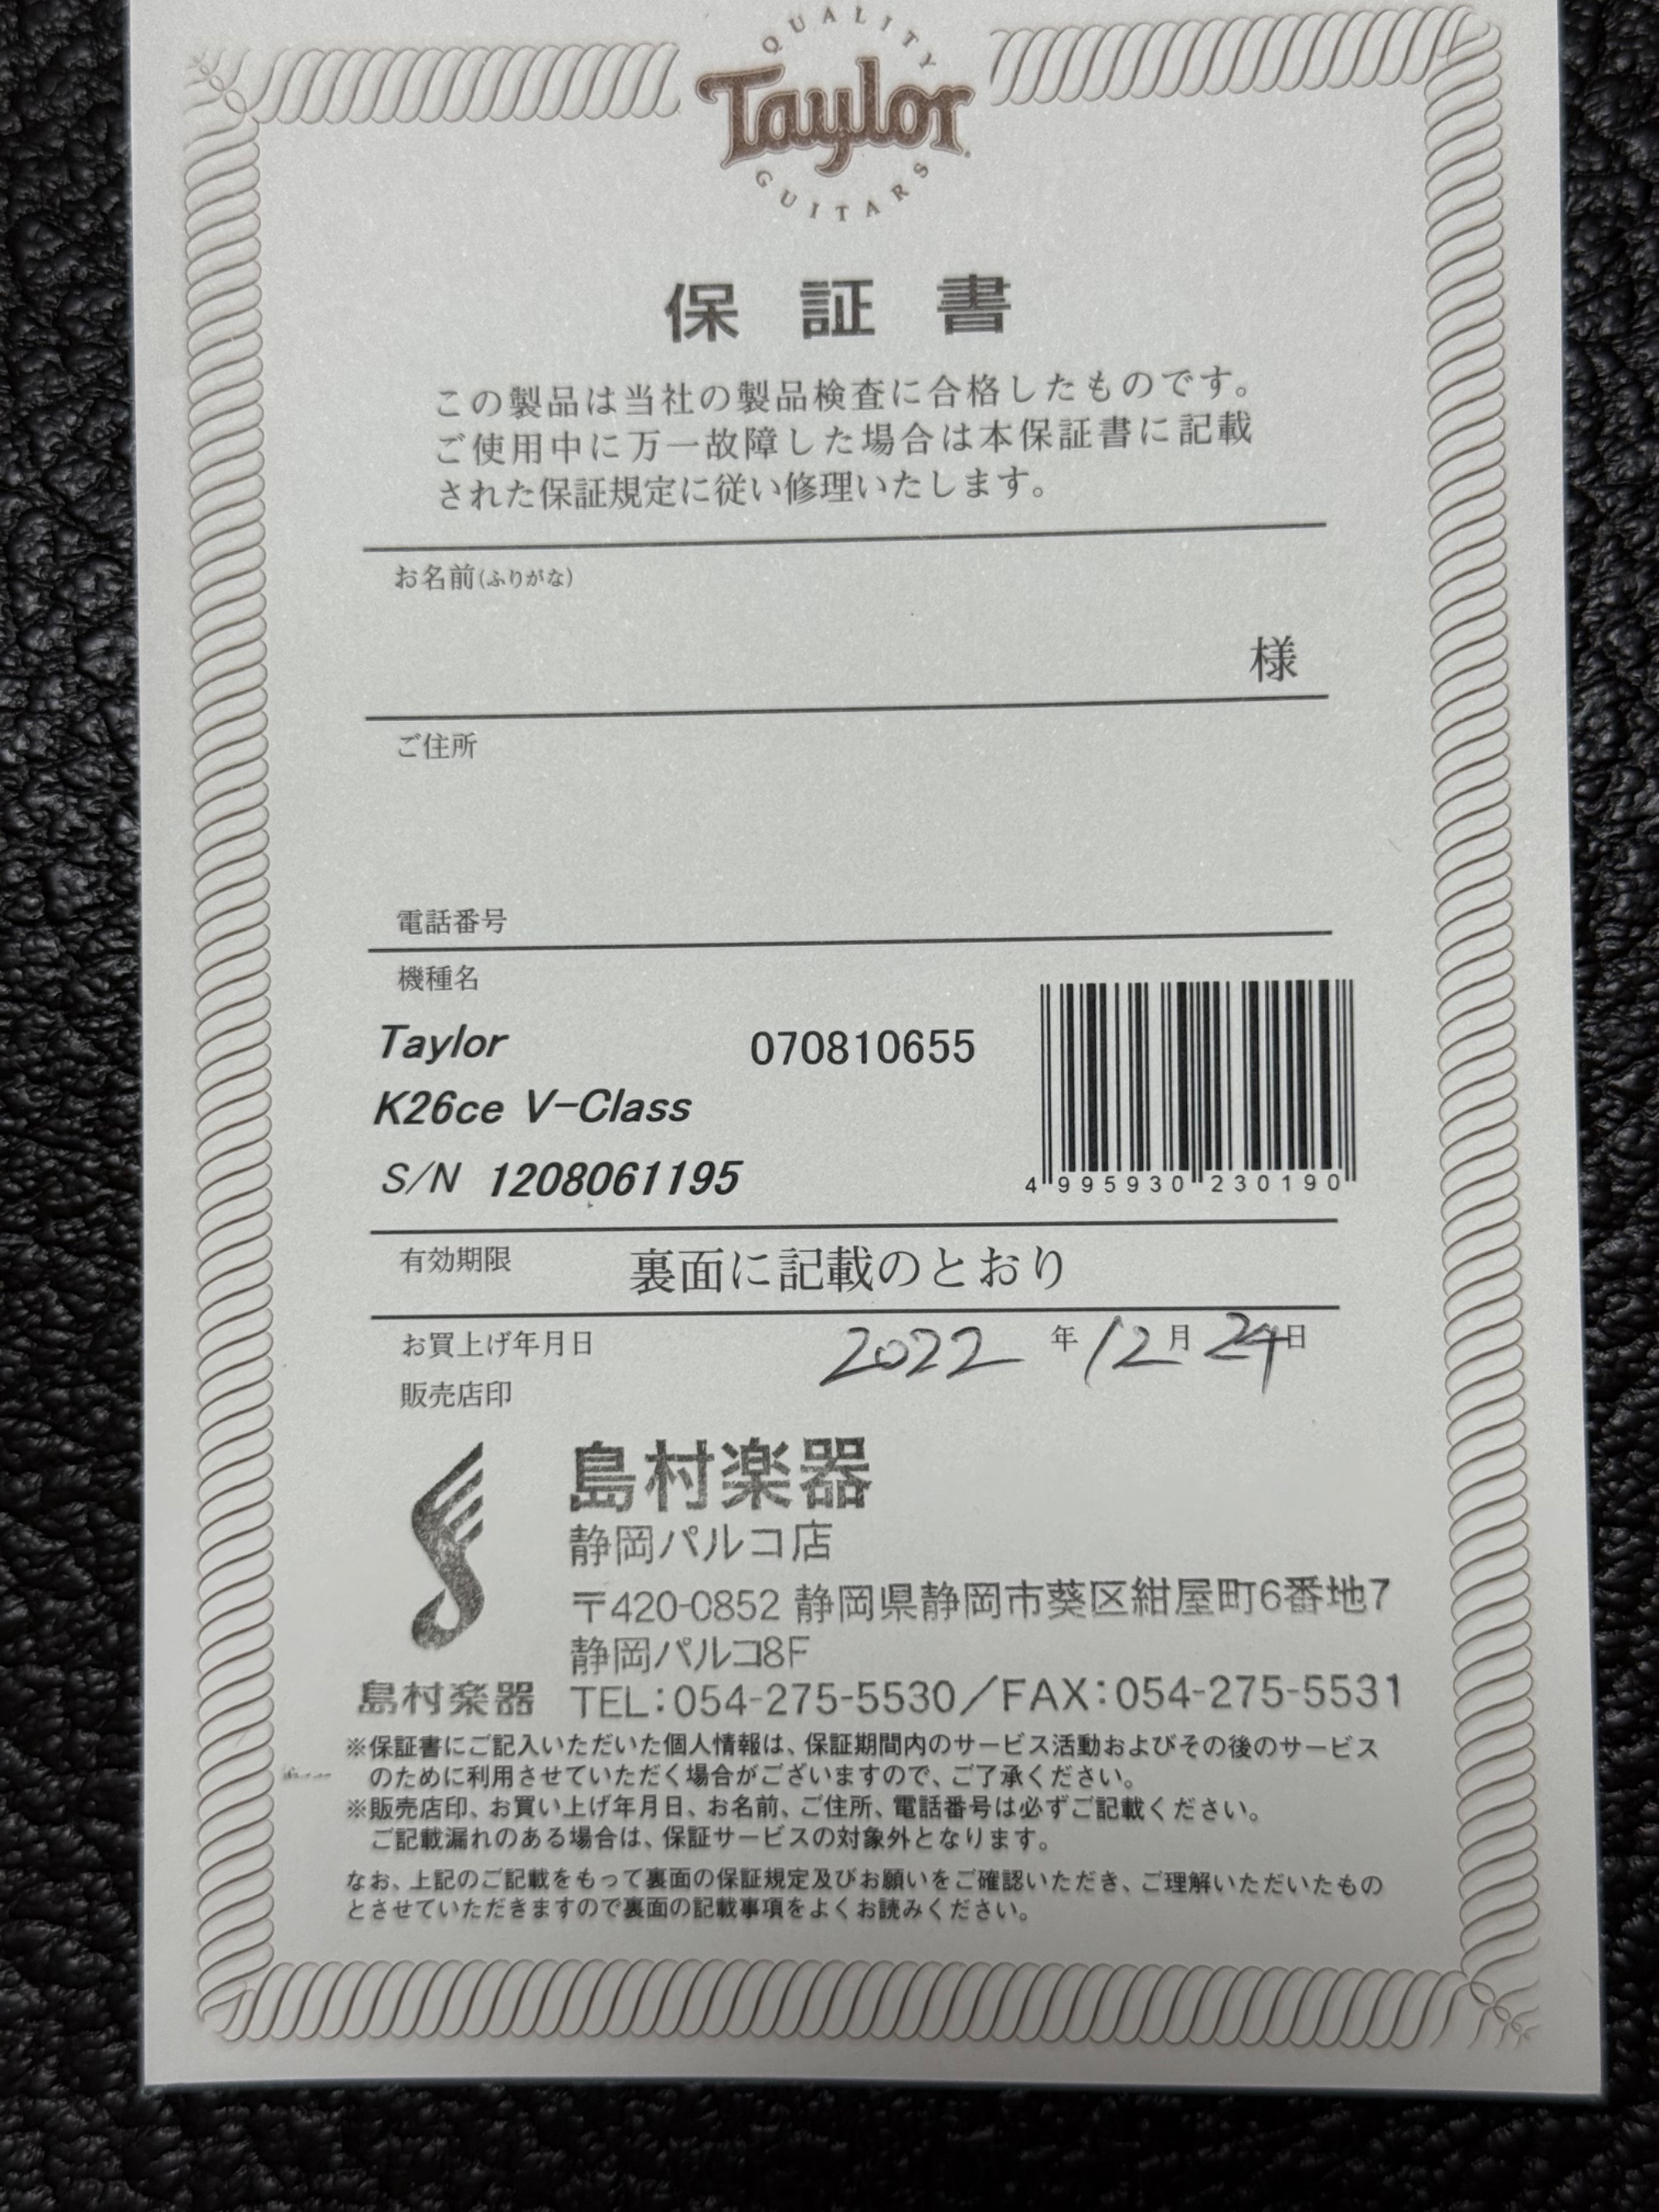 QUALITY
Taylor
GUITARS
保証書
この製品は当社の製品検査に合格したものです。
ご使用中に万一故障した場合は本保証書に記載
された保証規定に従い修理いたします。
お名前(ふりがな)
様
ご住所
電話番号
機種名
Taylor 070810655
K26ce V-Class
S/N 1208061195
4995930230190
有効期限 裏面に記載のとおり
お買上げ年月日 2022年12月24日
販売店印
島村楽器
静岡パルコ店
〒420-0852 静岡県静岡市葵区紺屋町6番地7
静岡パルコ8F
島村楽器 TEL:054-275-5530/FAX:054-275-5531
※保証書にご記入いただいた個人情報は、保証期間内のサービス活動およびその後のサービス
のために利用させていただく場合がございますので、ご了承ください。
※販売店印、お買い上げ年月日、お名前、ご住所、電話番号は必ずご記載ください。
ご記載漏れのある場合は、保証サービスの対象外となります。
なお、上記のご記載をもって裏面の保証規定及びお願いをご確認いただき、ご理解いただいたもの
とさせていただきますので裏面の記載事項をよくお読みください。